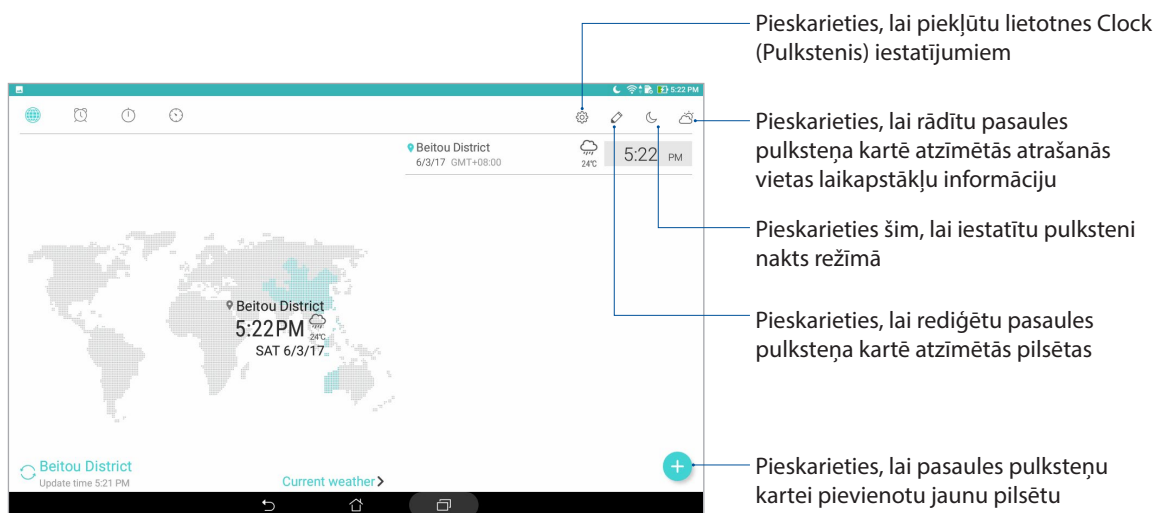 Pieskarieties, lai piekļūtu lietotnes Clock
(Pulkstenis) iestatījumiem
5:22 PM
Beitou District
6/3/17 GMT+08:00
24°C
5:22 PM
Pieskarieties, lai rādītu pasaules
pulksteņa kartē atzīmētās atrašanās
vietas laikapstākļu informāciju
Pieskarieties šim, lai iestatītu pulksteni
nakts režīmā
Beitou District
5:22PM
24°C
SAT 6/3/17
Pieskarieties, lai rediģētu pasaules
pulksteņa kartē atzīmētās pilsētas
Beitou District
Update time 5:21 PM
Current weather
Pieskarieties, lai pasaules pulksteņu
kartei pievienotu jaunu pilsētu